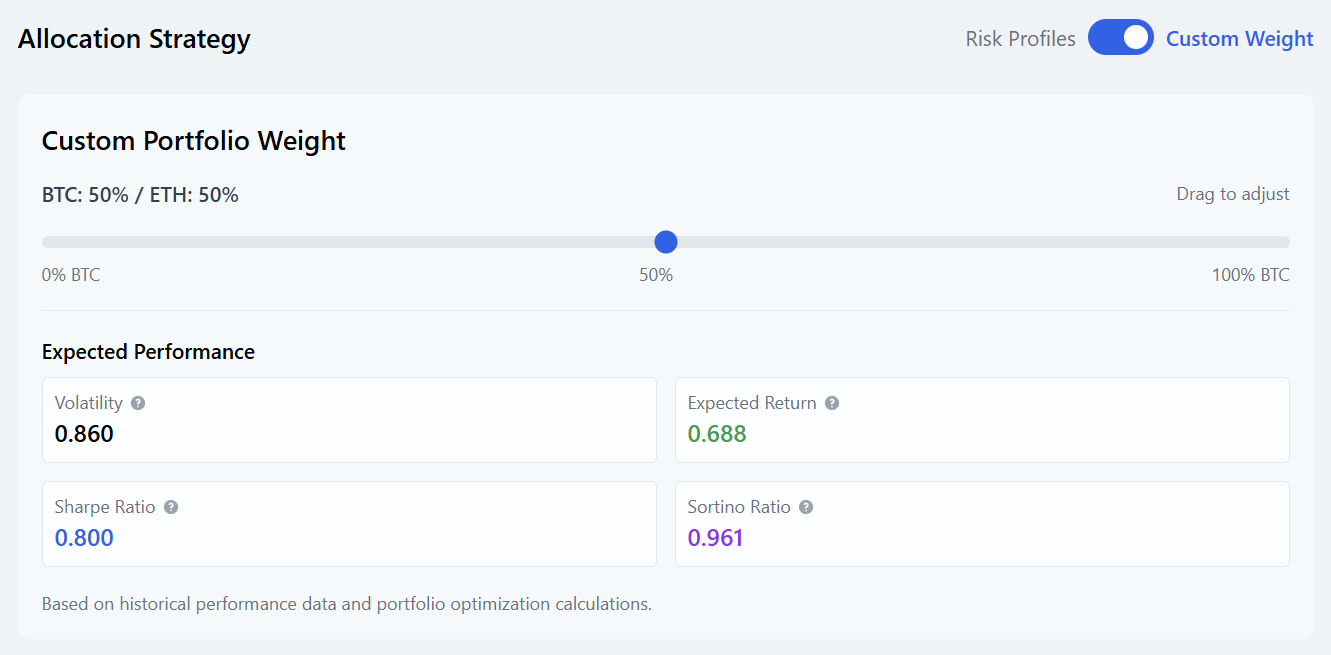 Allocation Strategy
Risk Profiles Custom Weight
Custom Portfolio Weight
BTC: 50% / ETH: 50%
Drag to adjust
0% BTC 50% 100% BTC
Expected Performance
Volatility ?
0.860
Expected Return ?
0.688
Sharpe Ratio ?
0.800
Sortino Ratio ?
0.961
Based on historical performance data and portfolio optimization calculations.